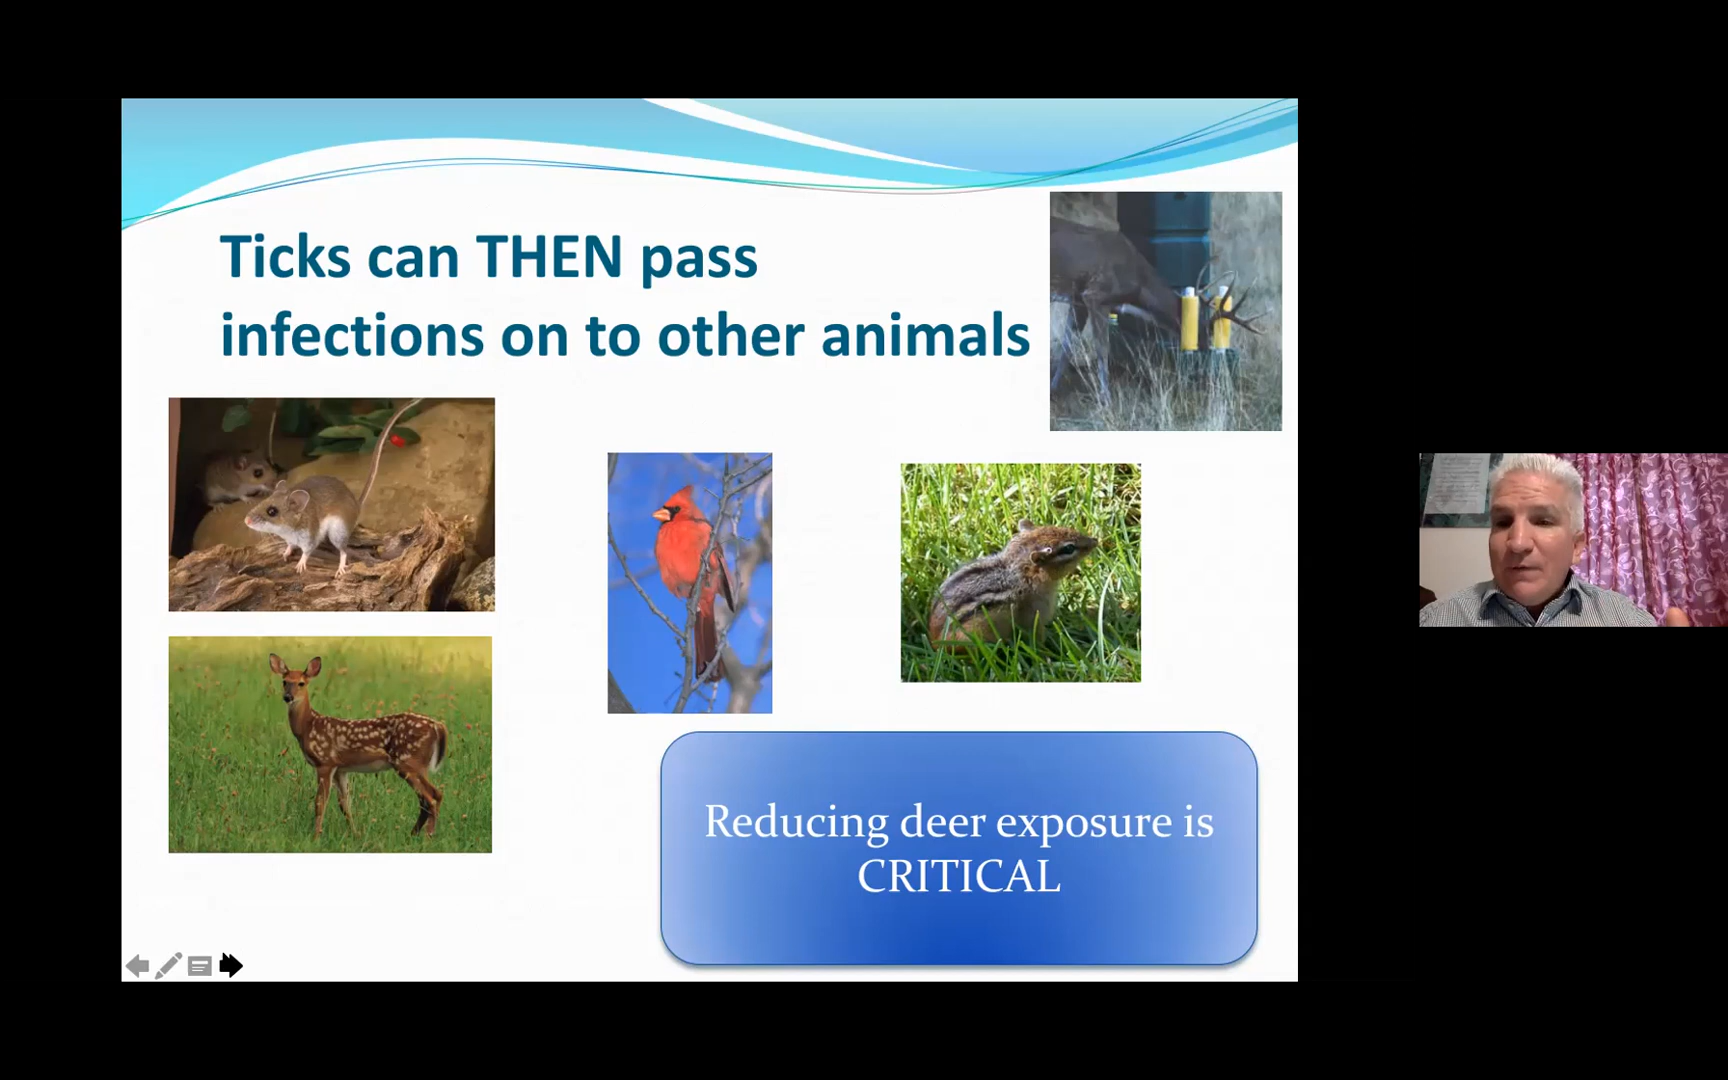 Ticks can THEN pass
infections on to other animals
Reducing deer exposure is
CRITICAL